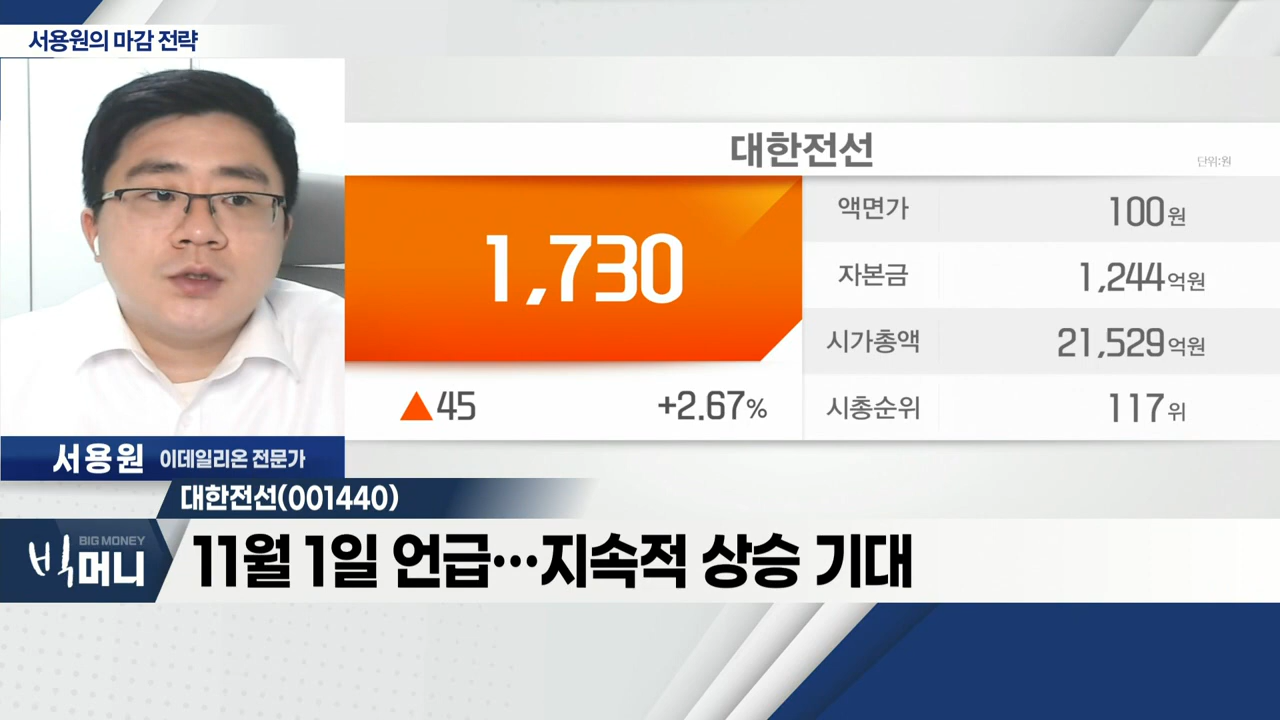 서용원의 마감 전략
대한전선
단위:원
1,730
▲45 +2.67%
액면가 100원
자본금 1,244억원
시가총액 21,529억원
시총순위 117위
서용원 이데일리온 전문가
대한전선(001440)
BIG MONEY
빅머니
11월 1일 언급…지속적 상승 기대